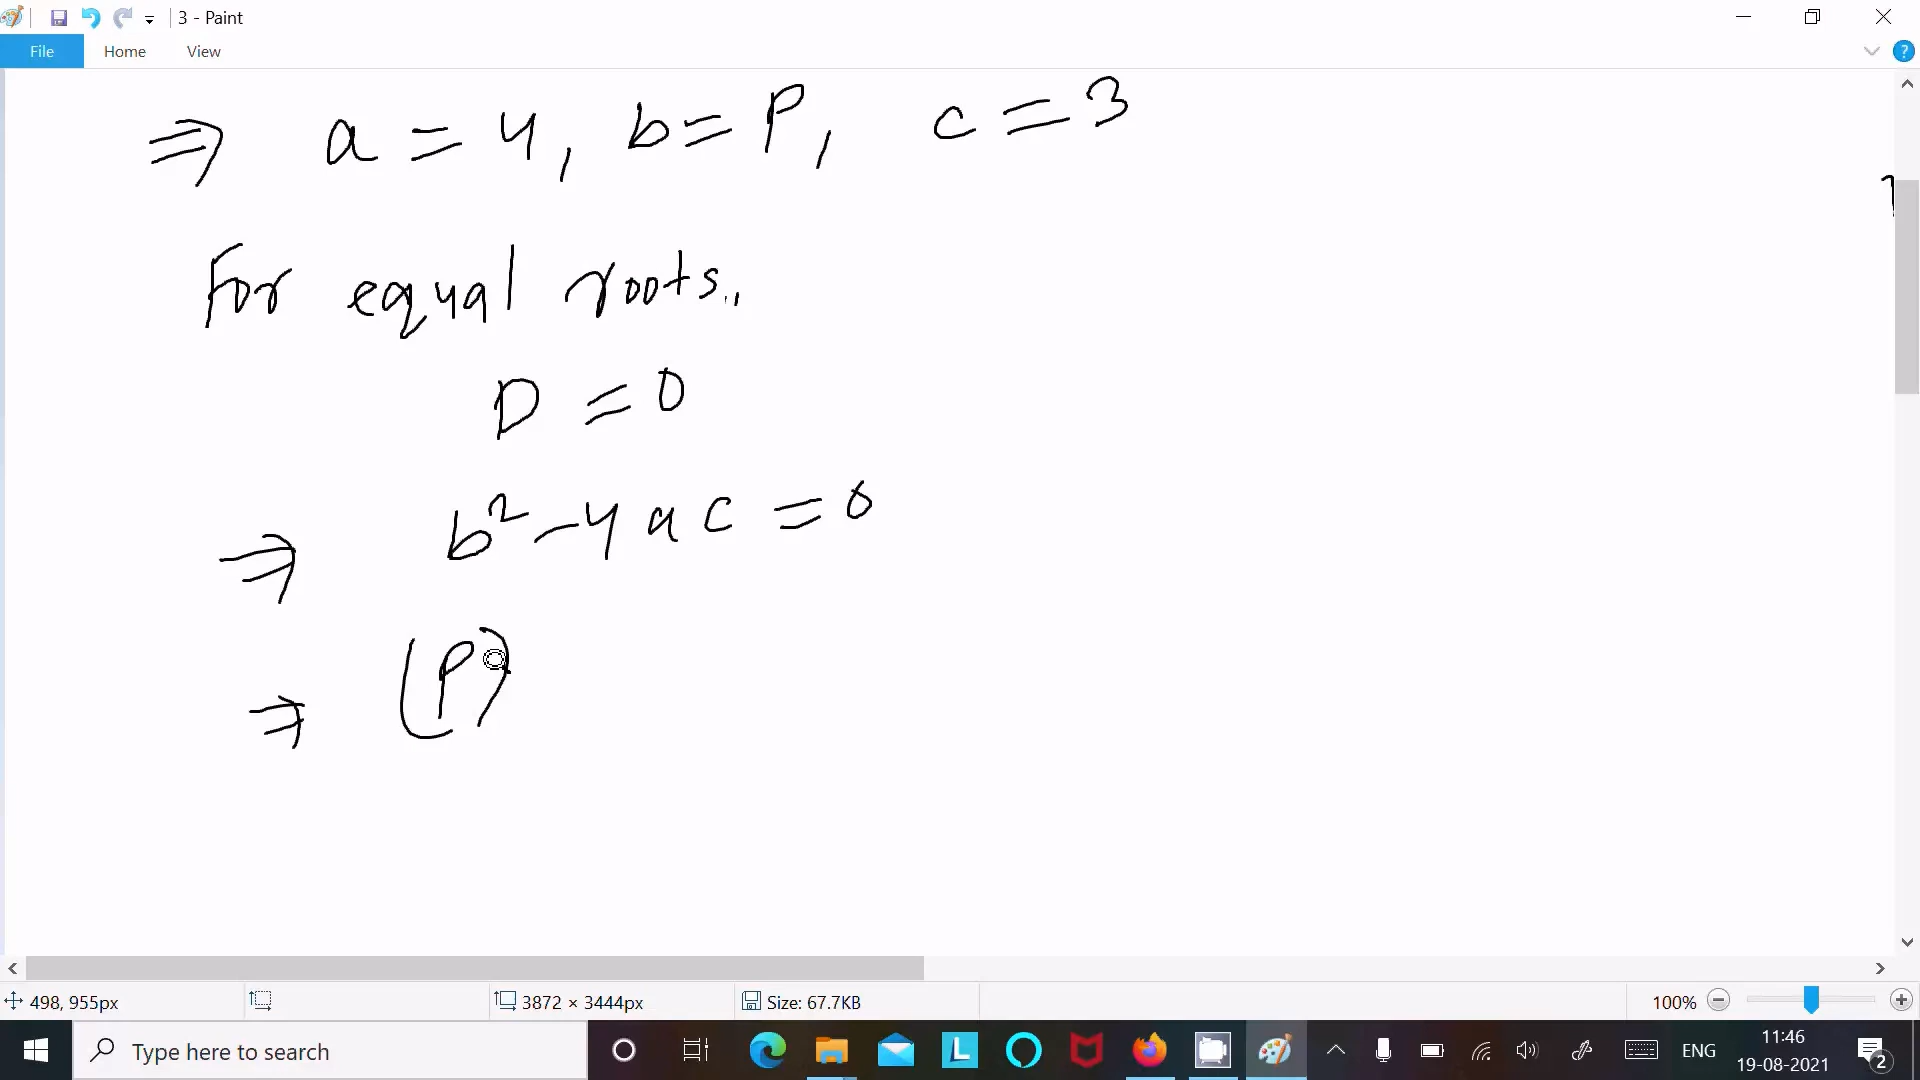 3 - Paint
File Home View
⇒ a = 4, b = P, c = 3
For equal roots..
D = 0
⇒ b² - 4ac = 0
⇒ (P)
498, 955px 3872 × 3444px Size: 67.7KB 100%
Type here to search ENG 11:46
19-08-2021 2